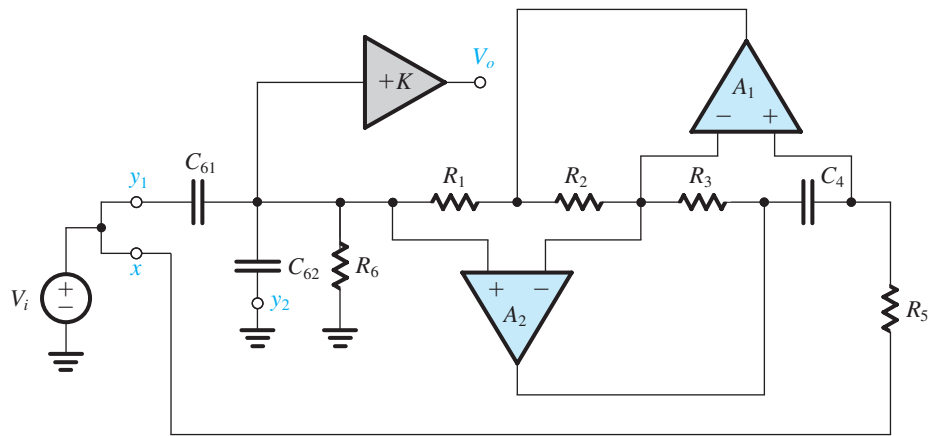 +K
V_o
A_1
− +
C_61
y_1
R_1
R_2
R_3
C_4
x
C_62
R_6
+ −
A_2
y_2
V_i
+
−
R_5